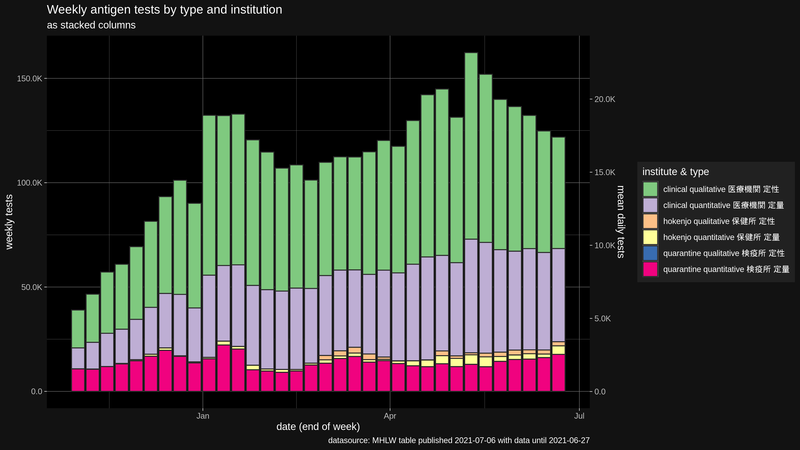 Weekly antigen tests by type and institution
as stacked columns
150.0K
100.0K
50.0K
0.0
weekly tests
20.0K
15.0K
10.0K
5.0K
0.0
mean daily tests
Jan
Apr
Jul
date (end of week)
institute & type
clinical qualitative 医療機関 定性
clinical quantitative 医療機関 定量
hokenjo qualitative 保健所 定性
hokenjo quantitative 保健所 定量
quarantine qualitative 検疫所 定性
quarantine quantitative 検疫所 定量
datasource: MHLW table published 2021-07-06 with data until 2021-06-27